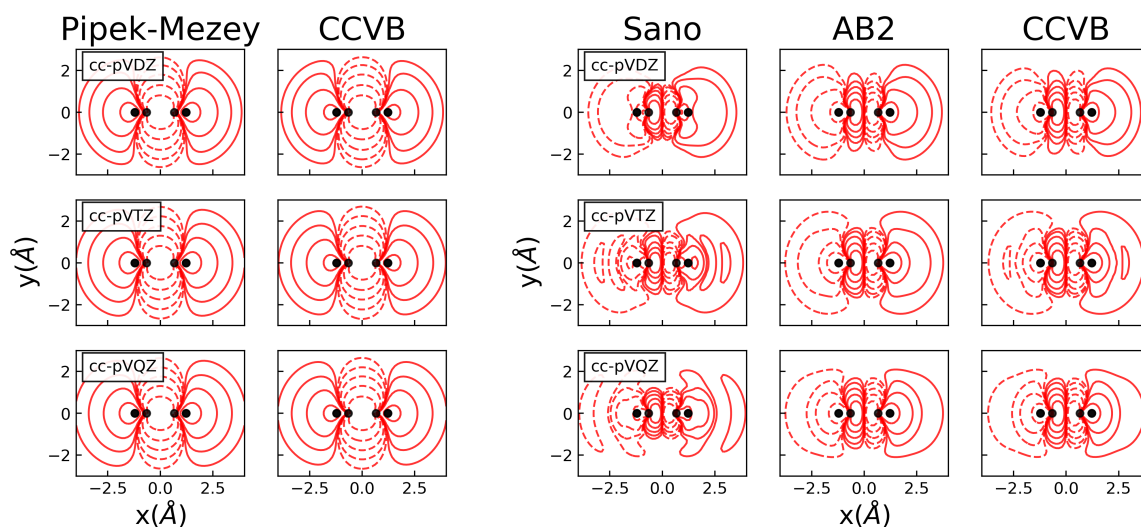 Pipek-Mezey CCVB Sano AB2 CCVB
cc-pVDZ cc-pVDZ
2 2
0 0
−2 −2
cc-pVTZ cc-pVTZ
2 2
y(Å) y(Å)
0 0
−2 −2
cc-pVQZ cc-pVQZ
2 2
0 0
−2 −2
−2.5 0.0 2.5 −2.5 0.0 2.5 −2.5 0.0 2.5 −2.5 0.0 2.5 −2.5 0.0 2.5
x(Å) x(Å)